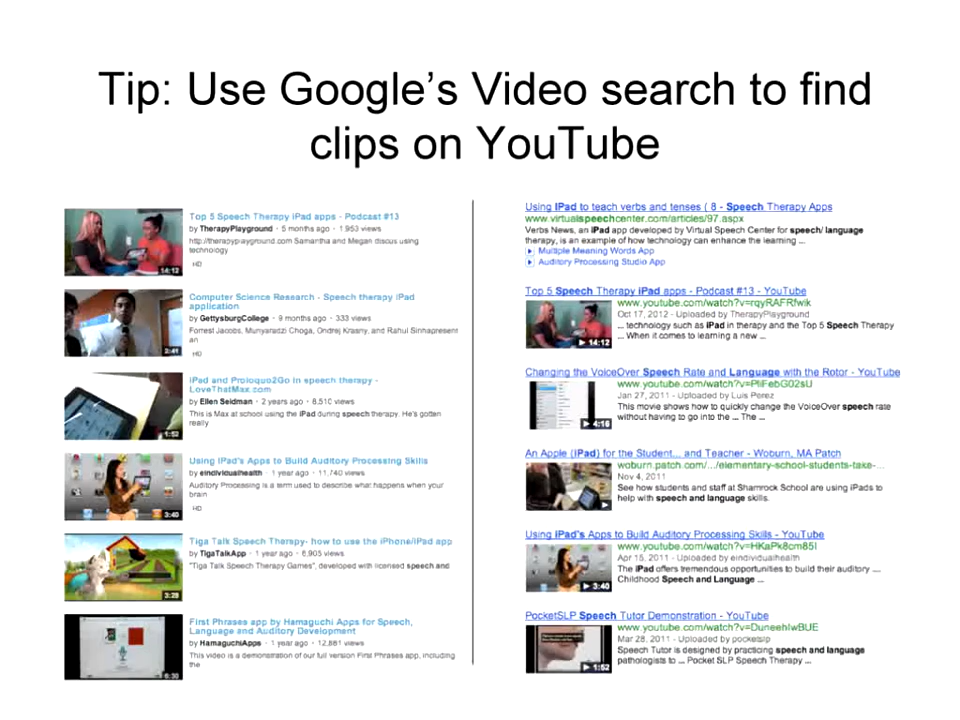 Tip: Use Google's Video search to find
clips on YouTube
Top 5 Speech Therapy iPad apps - Podcast #13
by TherapyPlayground · 5 months ago · 1,953 views
http://therapyplayground.com Samantha and Megan discus using
technology
HD
14:12
Computer Science Research - Speech therapy iPad
application
by GettysburgCollege · 9 months ago · 333 views
Forrest Jacobs, Munyaradzi Choga, Ondrej Krasny, and Rahul Sinhapresent
an
HD
2:41
iPad and Proloquo2Go in speech therapy -
LoveThatMax.com
by Ellen Seidman · 2 years ago · 8,510 views
This is Max at school using the iPad during speech therapy. He's gotten
really
1:52
Using iPad's Apps to Build Auditory Processing Skills
by eindividualhealth · 1 year ago · 11,740 views
Auditory Processing is a term used to describe what happens when your
brain
HD
3:40
Tiga Talk Speech Therapy- how to use the iPhone/iPad app
by TigaTalkApp · 1 year ago · 6,905 views
"Tiga Talk Speech Therapy Games", developed with licensed speech and
3:28
First Phrases app by Hamaguchi Apps for Speech,
Language and Auditory Development
by HamaguchiApps · 1 year ago · 12,881 views
This video is a demonstration of our full version First Phrases app, including
the
6:30
Using iPad to teach verbs and tenses ( 8 - Speech Therapy Apps
www.virtualspeechcenter.com/articles/97.aspx
Verbs News, an iPad app developed by Virtual Speech Center for speech/ language
therapy, is an example of how technology can enhance the learning ...
Multiple Meaning Words App
Auditory Processing Studio App
Top 5 Speech Therapy iPad apps - Podcast #13 - YouTube
www.youtube.com/watch?v=rqyRAFRfwik
Oct 17, 2012 - Uploaded by TherapyPlayground
... technology such as iPad in therapy and the Top 5 Speech Therapy
... When it comes to learning a new ...
14:12
Changing the VoiceOver Speech Rate and Language with the Rotor - YouTube
www.youtube.com/watch?v=PliFebG02sU
Jan 27, 2011 - Uploaded by Luis Perez
This movie shows how to quickly change the VoiceOver speech rate
without having to go into the ... The ...
4:16
An Apple (iPad) for the Student... and Teacher - Woburn, MA Patch
woburn.patch.com/.../elementary-school-students-take-...
Nov 4, 2011
See how students and staff at Shamrock School are using iPads to
help with speech and language skills.
Using iPad's Apps to Build Auditory Processing Skills - YouTube
www.youtube.com/watch?v=HKaPk8cm85I
Apr 15, 2011 - Uploaded by eindividualhealth
The iPad offers tremendous opportunities to build their auditory ....
Childhood Speech and Language ...
3:40
PocketSLP Speech Tutor Demonstration - YouTube
www.youtube.com/watch?v=DuneehIwBUE
Mar 28, 2011 - Uploaded by pocketslp
Speech Tutor is designed by practicing speech and language
pathologists to ... Pocket SLP Speech Therapy ...
1:52